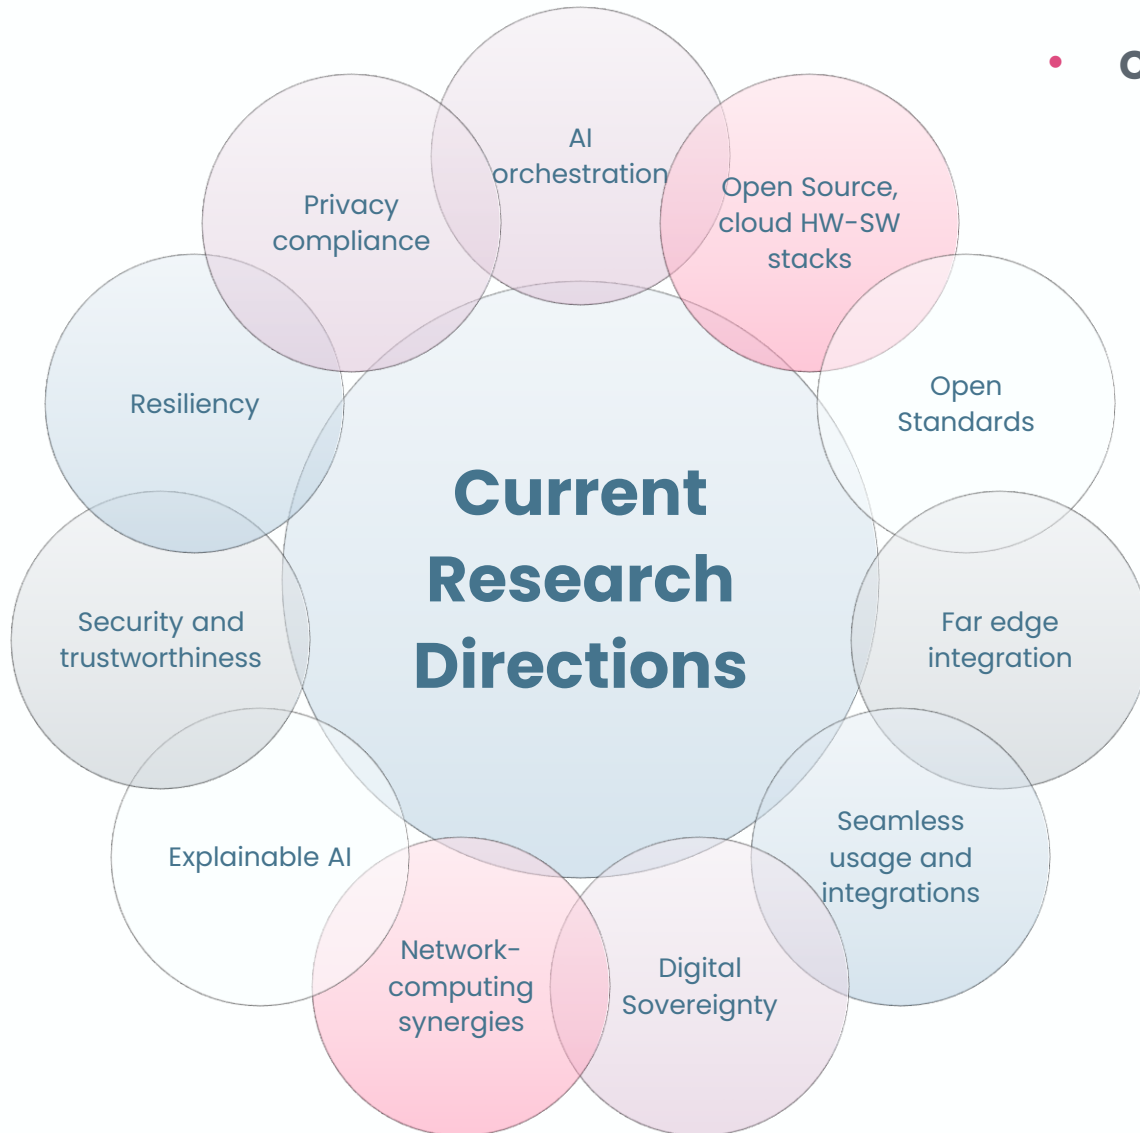 AI
orchestration
Open Source,
cloud HW-SW
stacks
Open
Standards
Far edge
integration
Seamless
usage and
integrations
Digital
Sovereignty
Network-
computing
synergies
Explainable AI
Security and
trustworthiness
Resiliency
Privacy
compliance
Current
Research
Directions